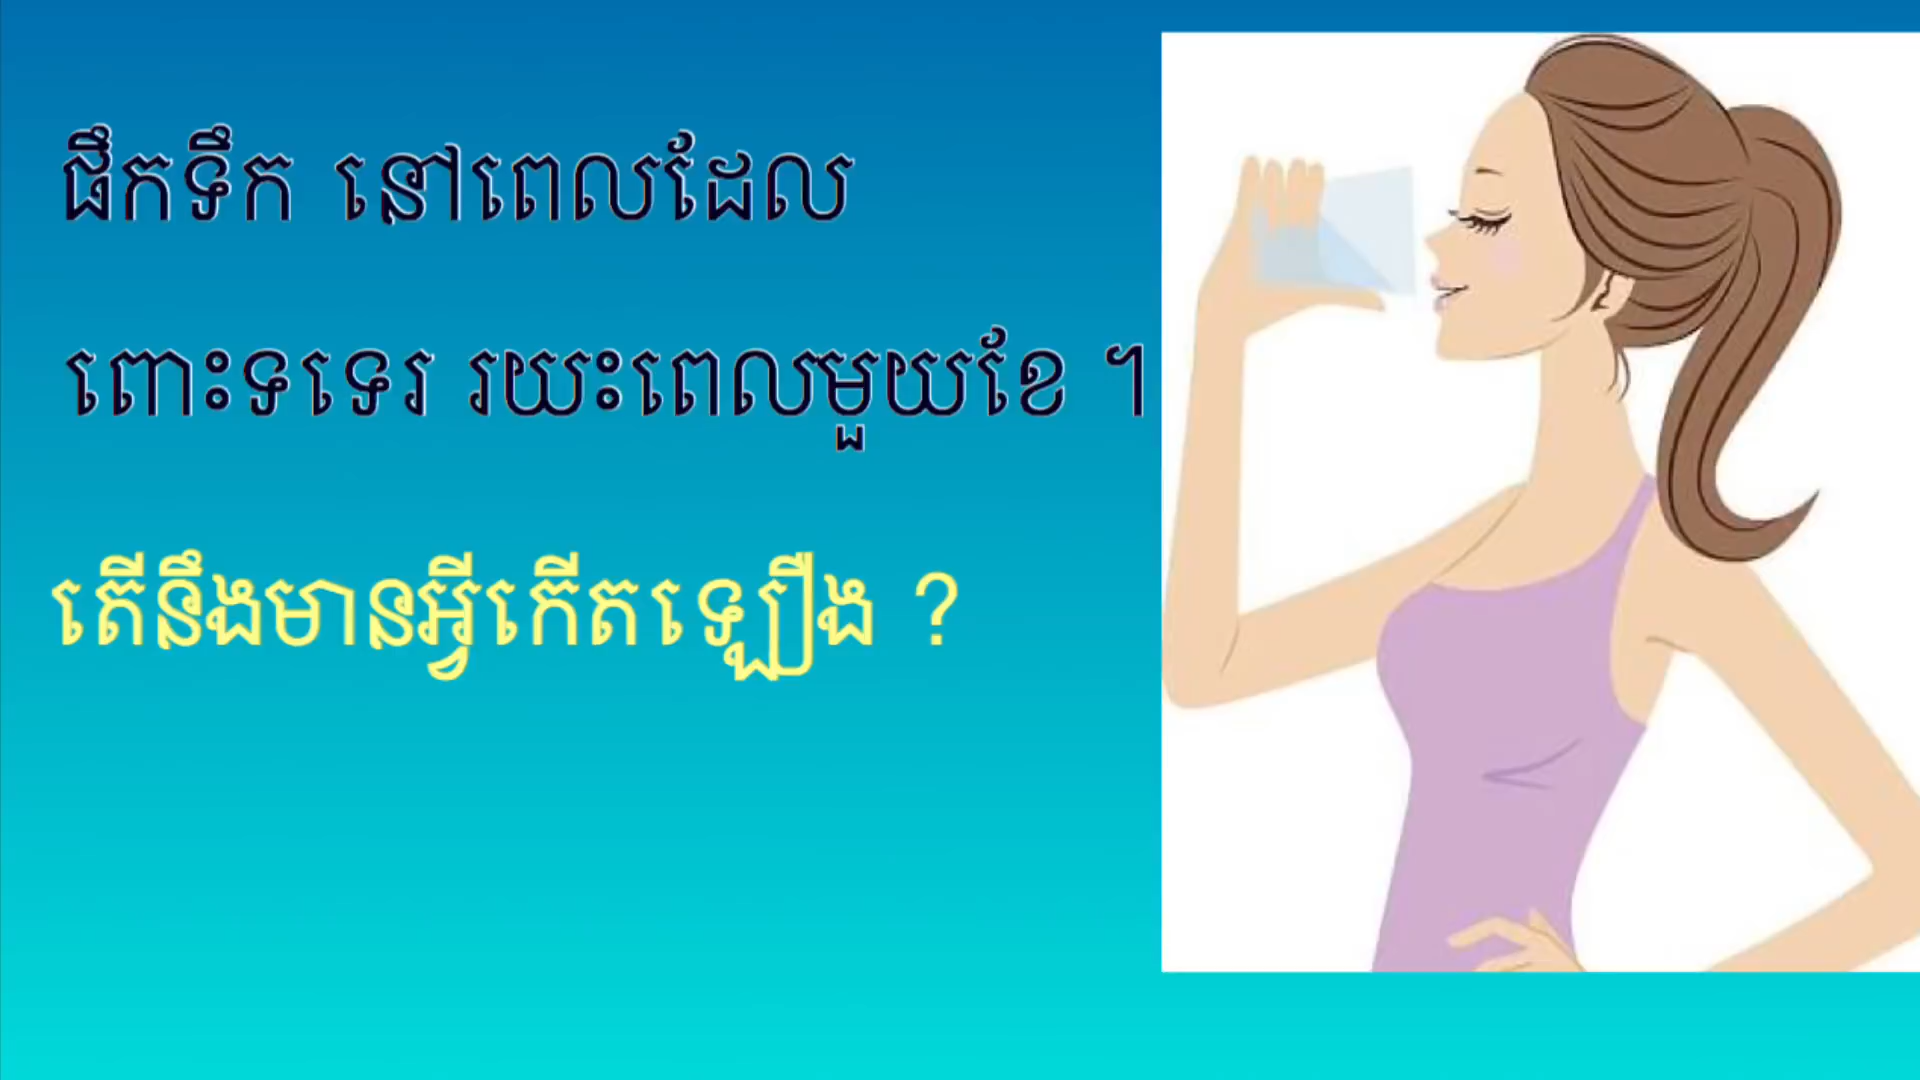 ផឹកទឹក នៅពេលដែល
ពោះទទេរ រយះពេលមួយខែ ។
តើនឹងមានអ្វីកើតឡឿង ?